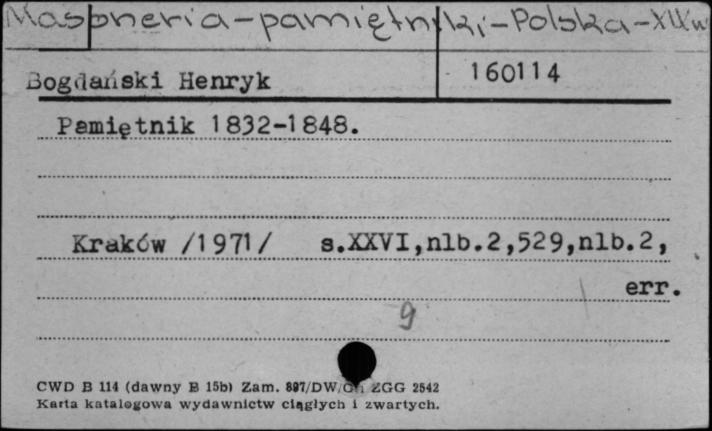 Masoneria-pamiętniki-Polska-XIXw
Bogdański Henryk 160114
Pamiętnik 1832-1848.
Kraków /1971/ s.XXVI,nlb.2,529,nlb.2,
err.
9
CWD B 114 (dawny B 15b) Zam. 897/DW/Gn ZGG 2542
Karta katalogowa wydawnictw ciągłych i zwartych.